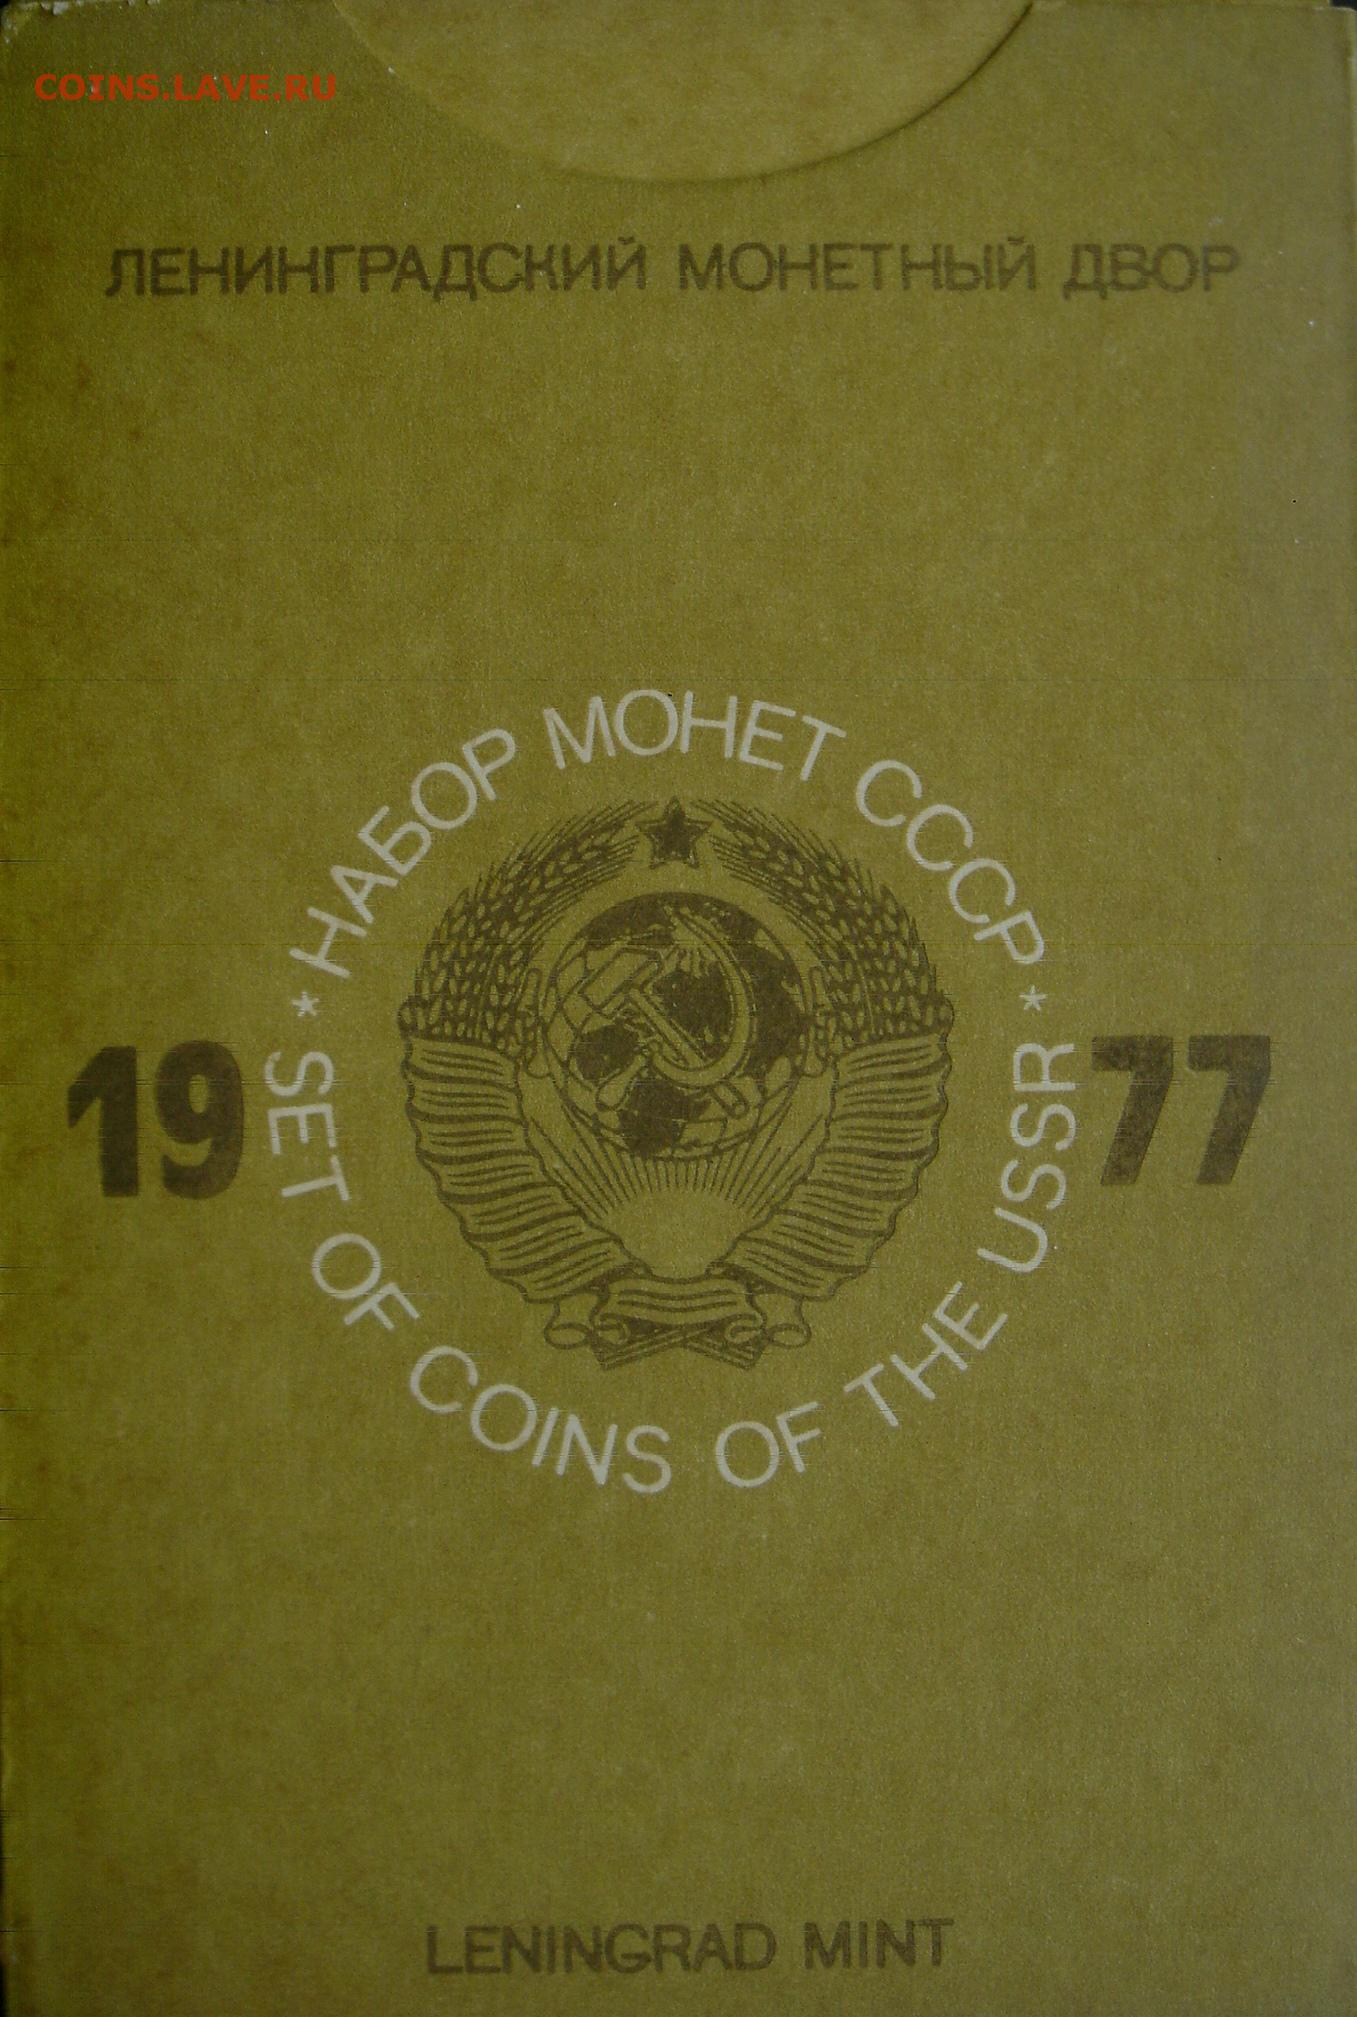 COINS.LAVE.RU
ЛЕНИНГРАДСКИЙ МОНЕТНЫЙ ДВОР
* НАБОР МОНЕТ СССР *
19 77
SET OF COINS OF THE USSR
LENINGRAD MINT